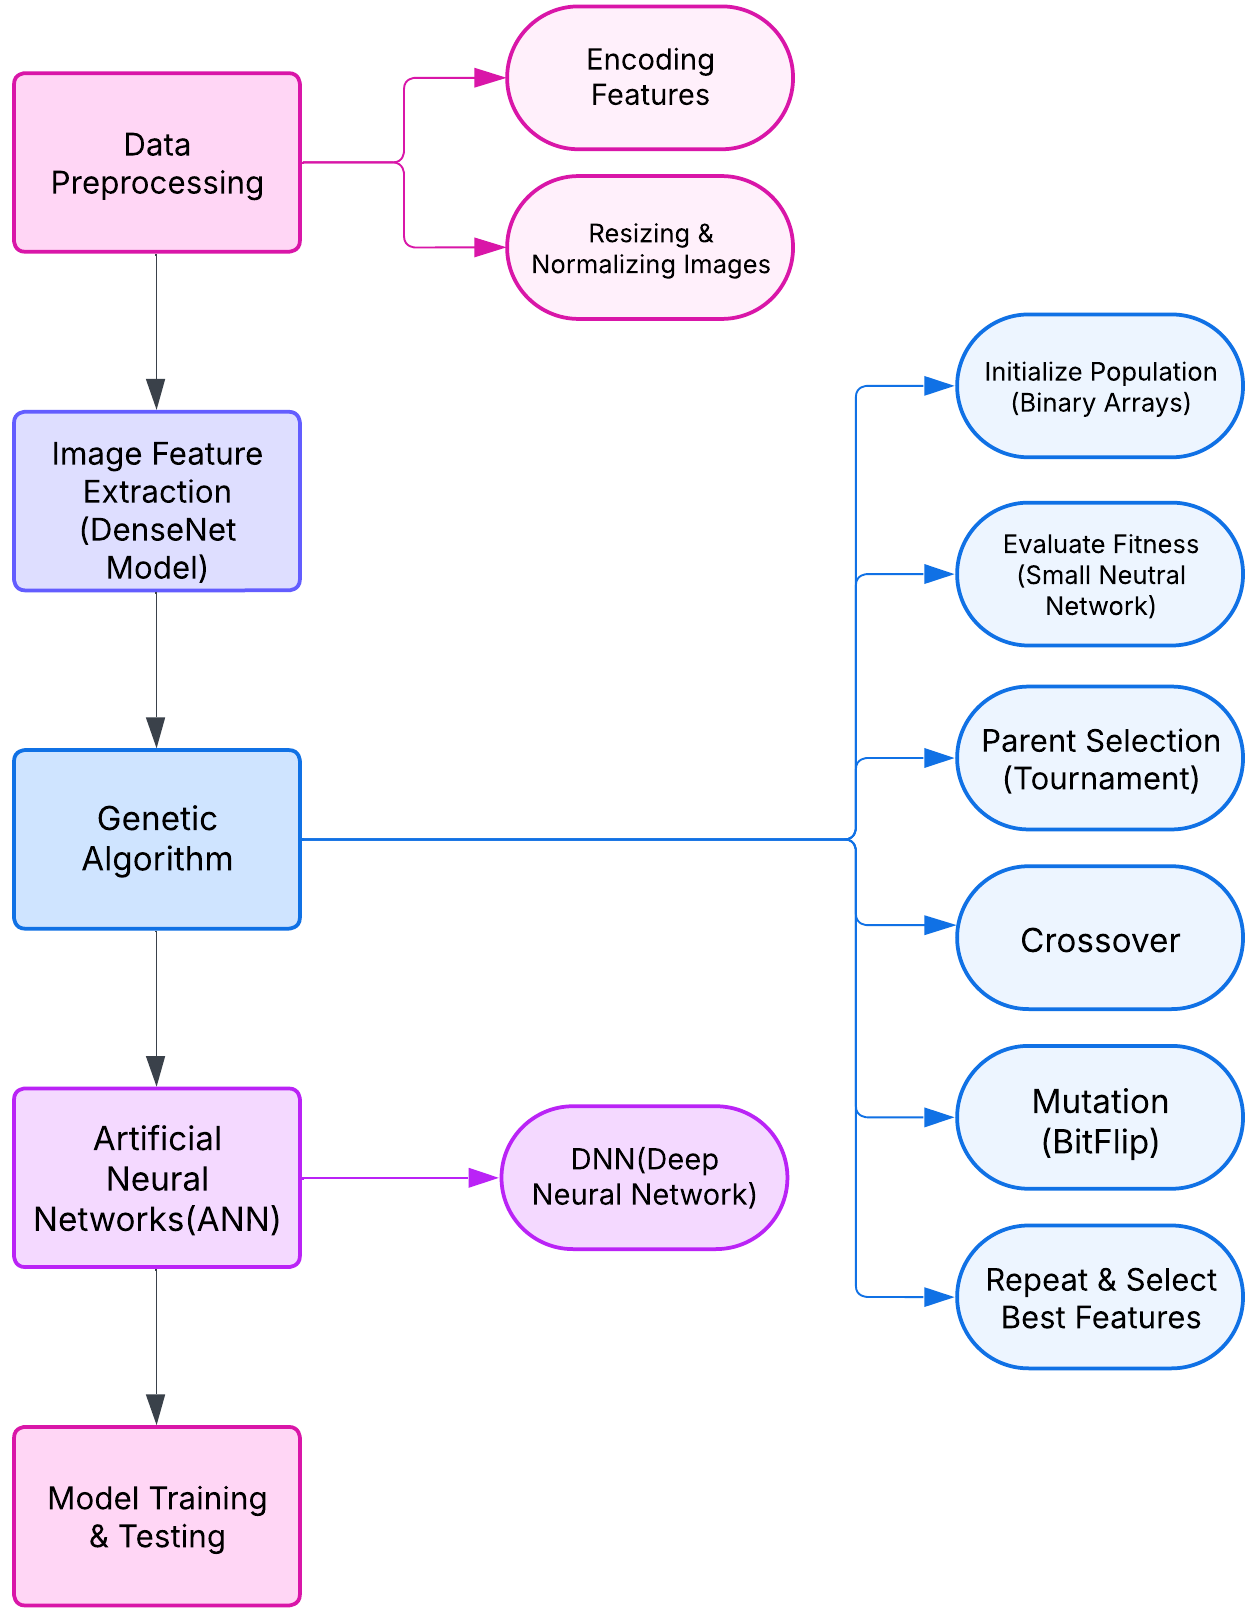 Data
Preprocessing
Encoding
Features
Resizing &
Normalizing Images
Image Feature
Extraction
(DenseNet
Model)
Genetic
Algorithm
Initialize Population
(Binary Arrays)
Evaluate Fitness
(Small Neutral
Network)
Parent Selection
(Tournament)
Crossover
Mutation
(BitFlip)
Repeat & Select
Best Features
Artificial
Neural
Networks(ANN)
DNN(Deep
Neural Network)
Model Training
& Testing